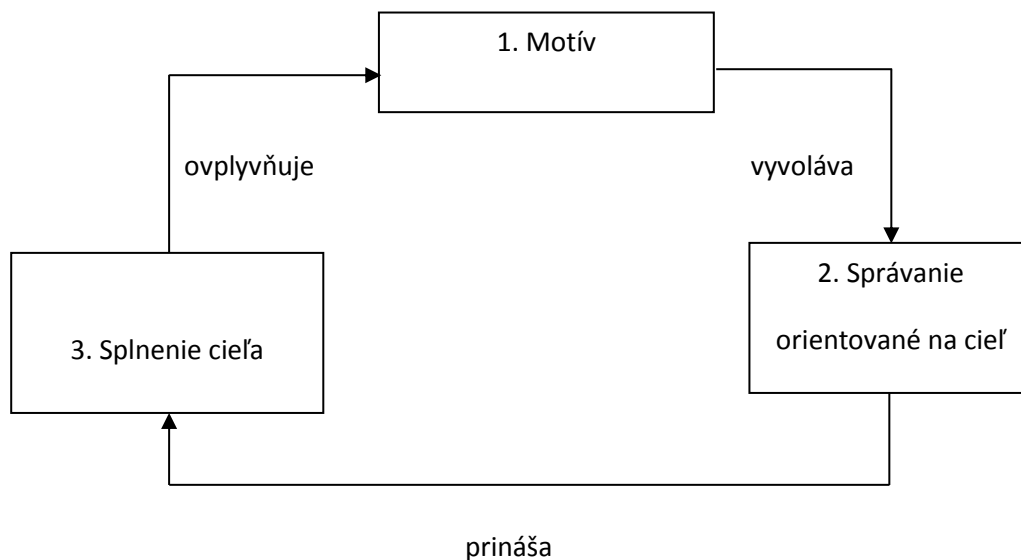 1. Motív
ovplyvňuje
vyvoláva
2. Správanie
orientované na cieľ
3. Splnenie cieľa
prináša